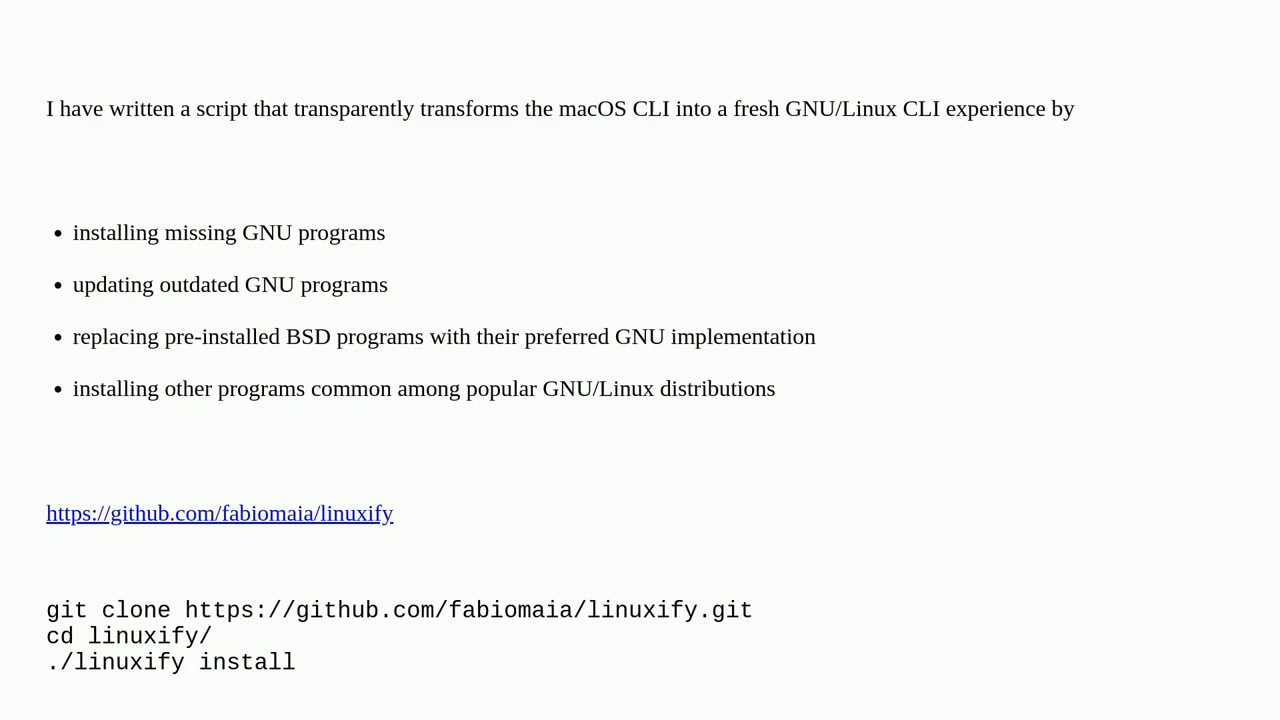 I have written a script that transparently transforms the macOS CLI into a fresh GNU/Linux CLI experience by
• installing missing GNU programs
• updating outdated GNU programs
• replacing pre-installed BSD programs with their preferred GNU implementation
• installing other programs common among popular GNU/Linux distributions
https://github.com/fabiomaia/linuxify
git clone https://github.com/fabiomaia/linuxify.git
cd linuxify/
./linuxify install